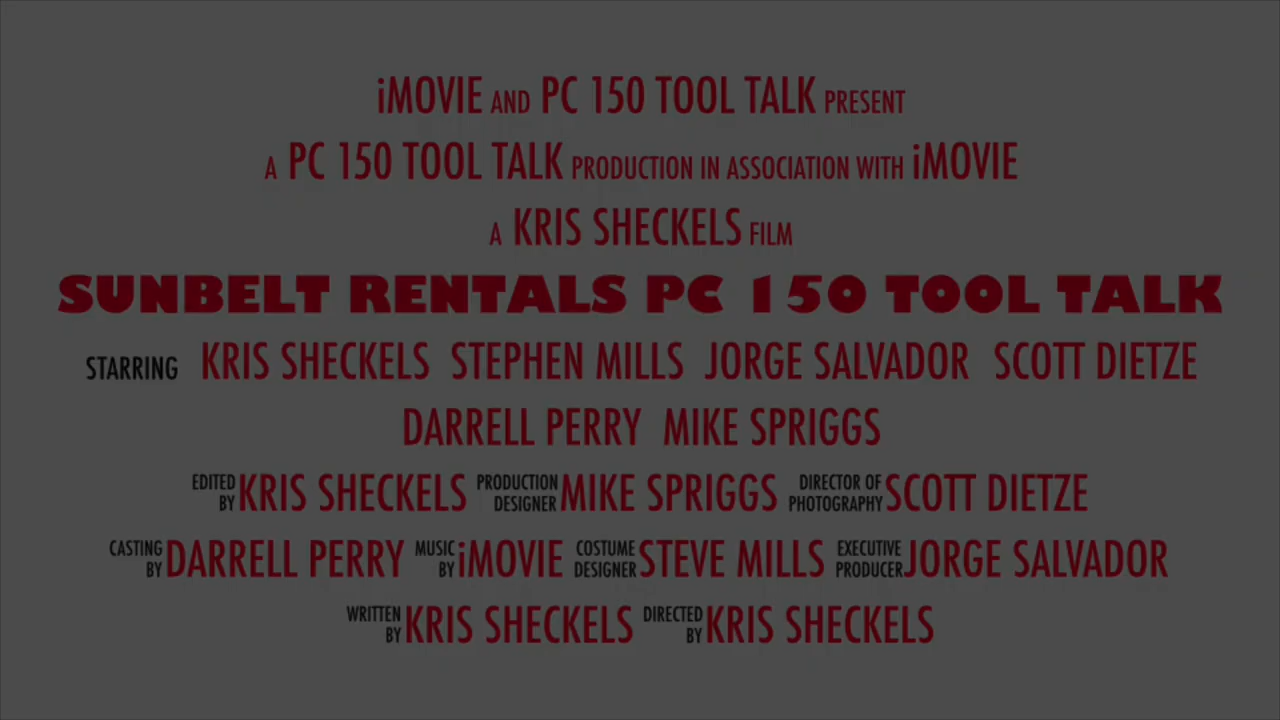 iMOVIE AND PC 150 TOOL TALK PRESENT
A PC 150 TOOL TALK PRODUCTION IN ASSOCIATION WITH iMOVIE
A KRIS SHECKELS FILM
SUNBELT RENTALS PC 150 TOOL TALK
STARRING KRIS SHECKELS STEPHEN MILLS JORGE SALVADOR SCOTT DIETZE
DARRELL PERRY MIKE SPRIGGS
EDITED BY KRIS SHECKELS PRODUCTION DESIGNER MIKE SPRIGGS DIRECTOR OF PHOTOGRAPHY SCOTT DIETZE
CASTING BY DARRELL PERRY MUSIC BY iMOVIE COSTUME DESIGNER STEVE MILLS EXECUTIVE PRODUCER JORGE SALVADOR
WRITTEN BY KRIS SHECKELS DIRECTED BY KRIS SHECKELS